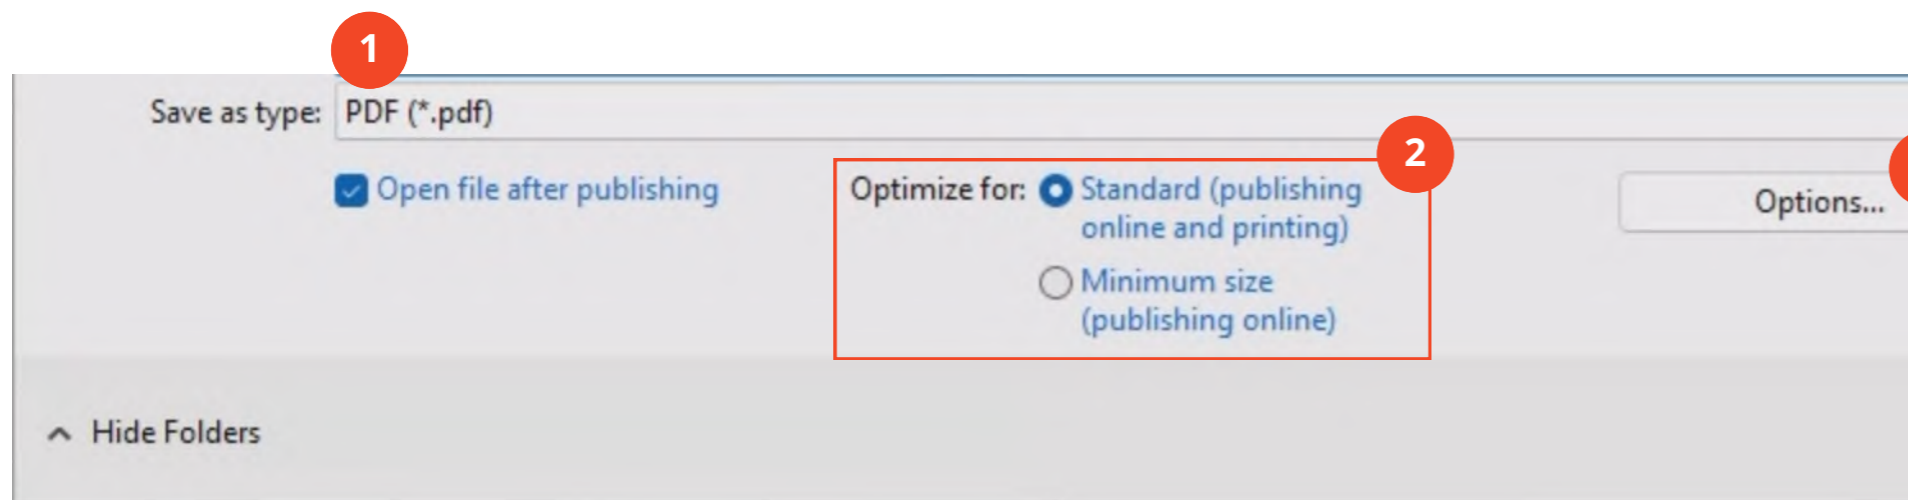 1
Save as type: PDF (*.pdf)
2
Open file after publishing
Optimize for: Standard (publishing
online and printing)
Options...
Minimum size
(publishing online)
Hide Folders